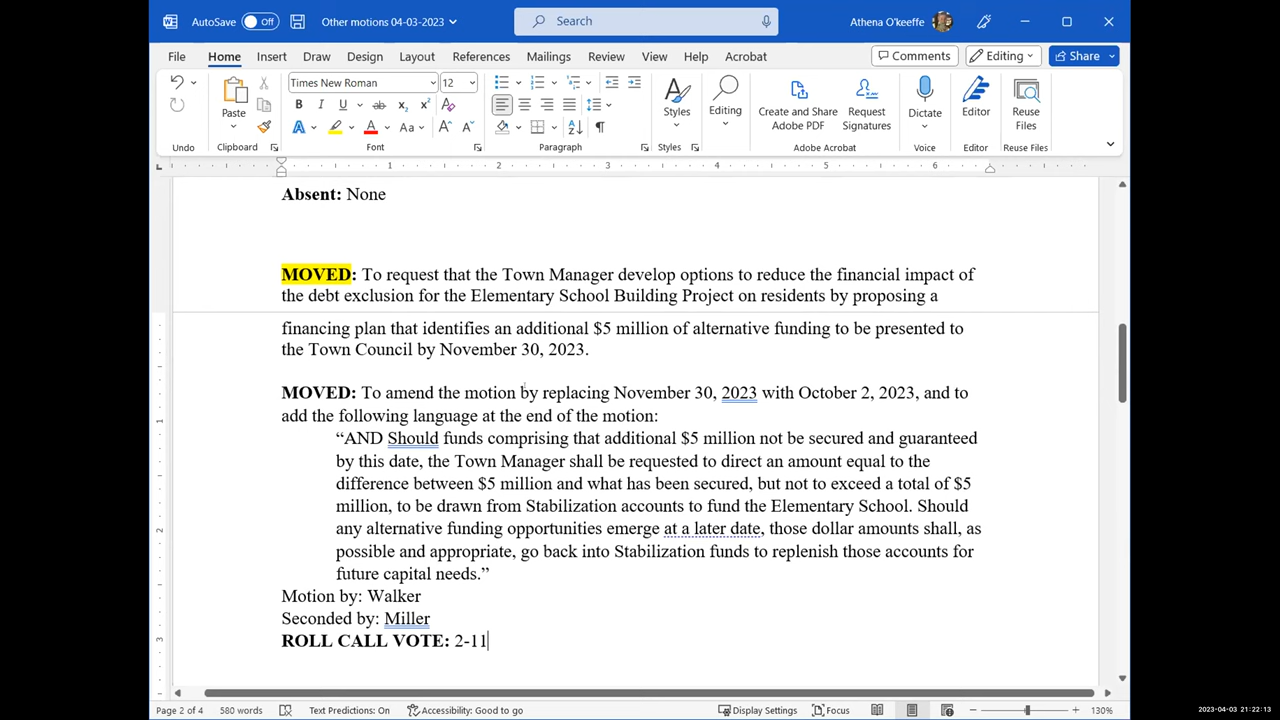 AutoSave Off Other motions 04-03-2023 Search Athena O'keeffe
File Home Insert Draw Design Layout References Mailings Review View Help Acrobat Comments Editing Share
Times New Roman 12
Paste
Styles
Editing
Create and Share
Adobe PDF
Request
Signatures
Dictate
Editor
Reuse
Files
Undo Clipboard Font Paragraph Styles Adobe Acrobat Voice Editor Reuse Files
1 2 3 4 5 6
Absent: None
MOVED: To request that the Town Manager develop options to reduce the financial impact of
the debt exclusion for the Elementary School Building Project on residents by proposing a
financing plan that identifies an additional $5 million of alternative funding to be presented to
the Town Council by November 30, 2023.
MOVED: To amend the motion by replacing November 30, 2023 with October 2, 2023, and to
add the following language at the end of the motion:
“AND Should funds comprising that additional $5 million not be secured and guaranteed
by this date, the Town Manager shall be requested to direct an amount equal to the
difference between $5 million and what has been secured, but not to exceed a total of $5
million, to be drawn from Stabilization accounts to fund the Elementary School. Should
any alternative funding opportunities emerge at a later date, those dollar amounts shall, as
possible and appropriate, go back into Stabilization funds to replenish those accounts for
future capital needs.”
Motion by: Walker
Seconded by: Miller
ROLL CALL VOTE: 2-11
1
2
3
Page 2 of 4 580 words Text Predictions: On Accessibility: Good to go Display Settings Focus 130%
2023-04-03 21:22:13